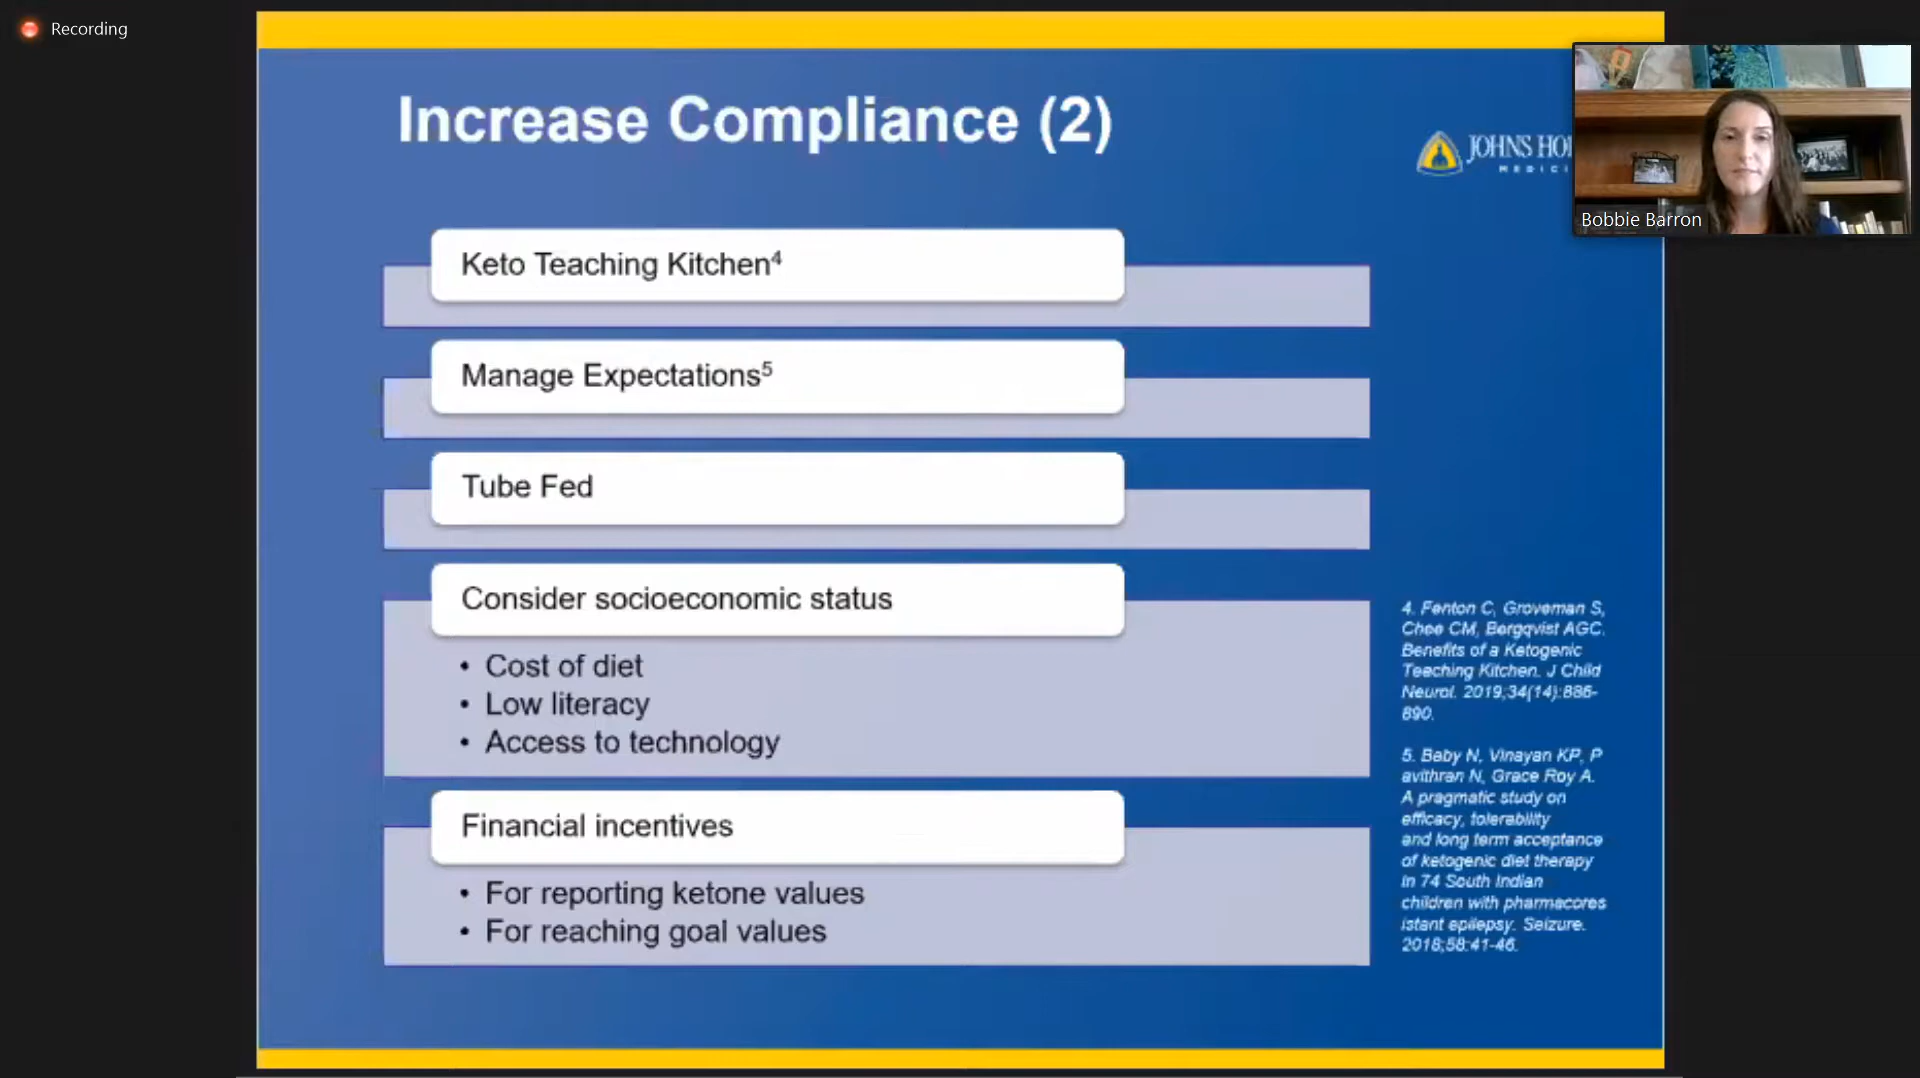 Recording
Increase Compliance (2)
JOHNS
MEDIC
Bobbie Barron
Keto Teaching Kitchen⁴
Manage Expectations⁵
Tube Fed
Consider socioeconomic status
• Cost of diet
• Low literacy
• Access to technology
Financial incentives
• For reporting ketone values
• For reaching goal values
4. Fenton C, Groveman S,
Chee CM, Bergqvist AGC.
Benefits of a Ketogenic
Teaching Kitchen. J Child
Neurol. 2019;34(14):886-
890.
5. Baby N, Vinayan KP, P
avithran N, Grace Roy A.
A pragmatic study on
efficacy, tolerability
and long term acceptance
of ketogenic diet therapy
in 74 South Indian
children with pharmacores
istant epilepsy. Seizure.
2018;58:41-46.